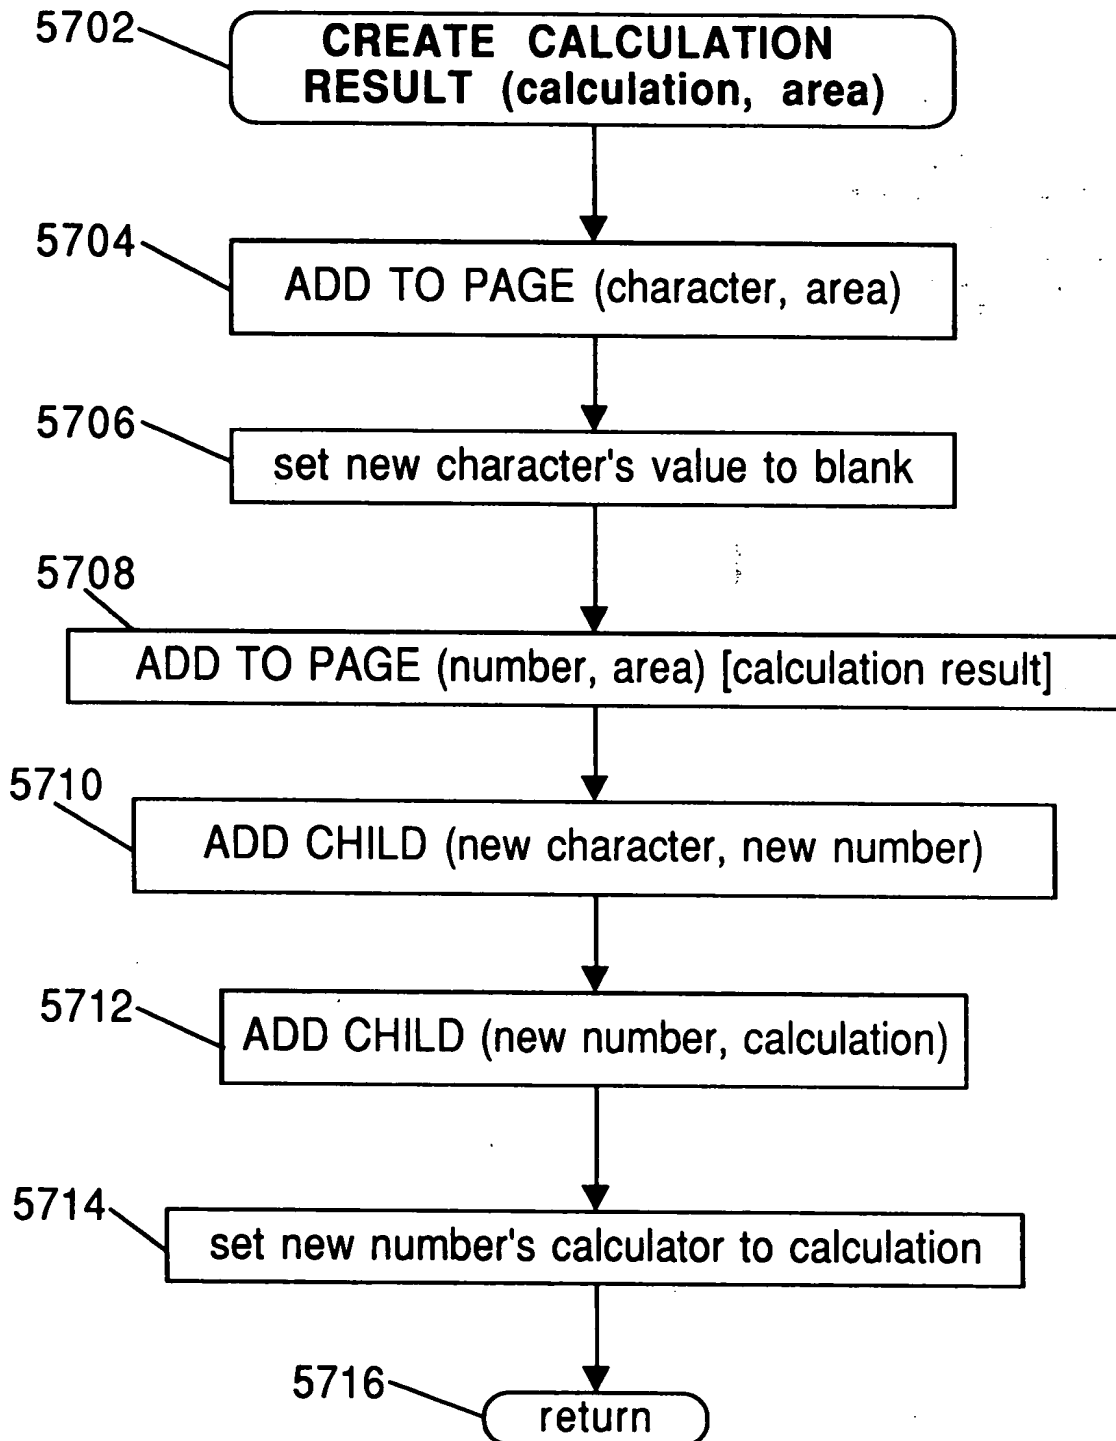 5702
CREATE CALCULATION
RESULT (calculation, area)
5704
ADD TO PAGE (character, area)
5706
set new character's value to blank
5708
ADD TO PAGE (number, area) [calculation result]
5710
ADD CHILD (new character, new number)
5712
ADD CHILD (new number, calculation)
5714
set new number's calculator to calculation
5716
return